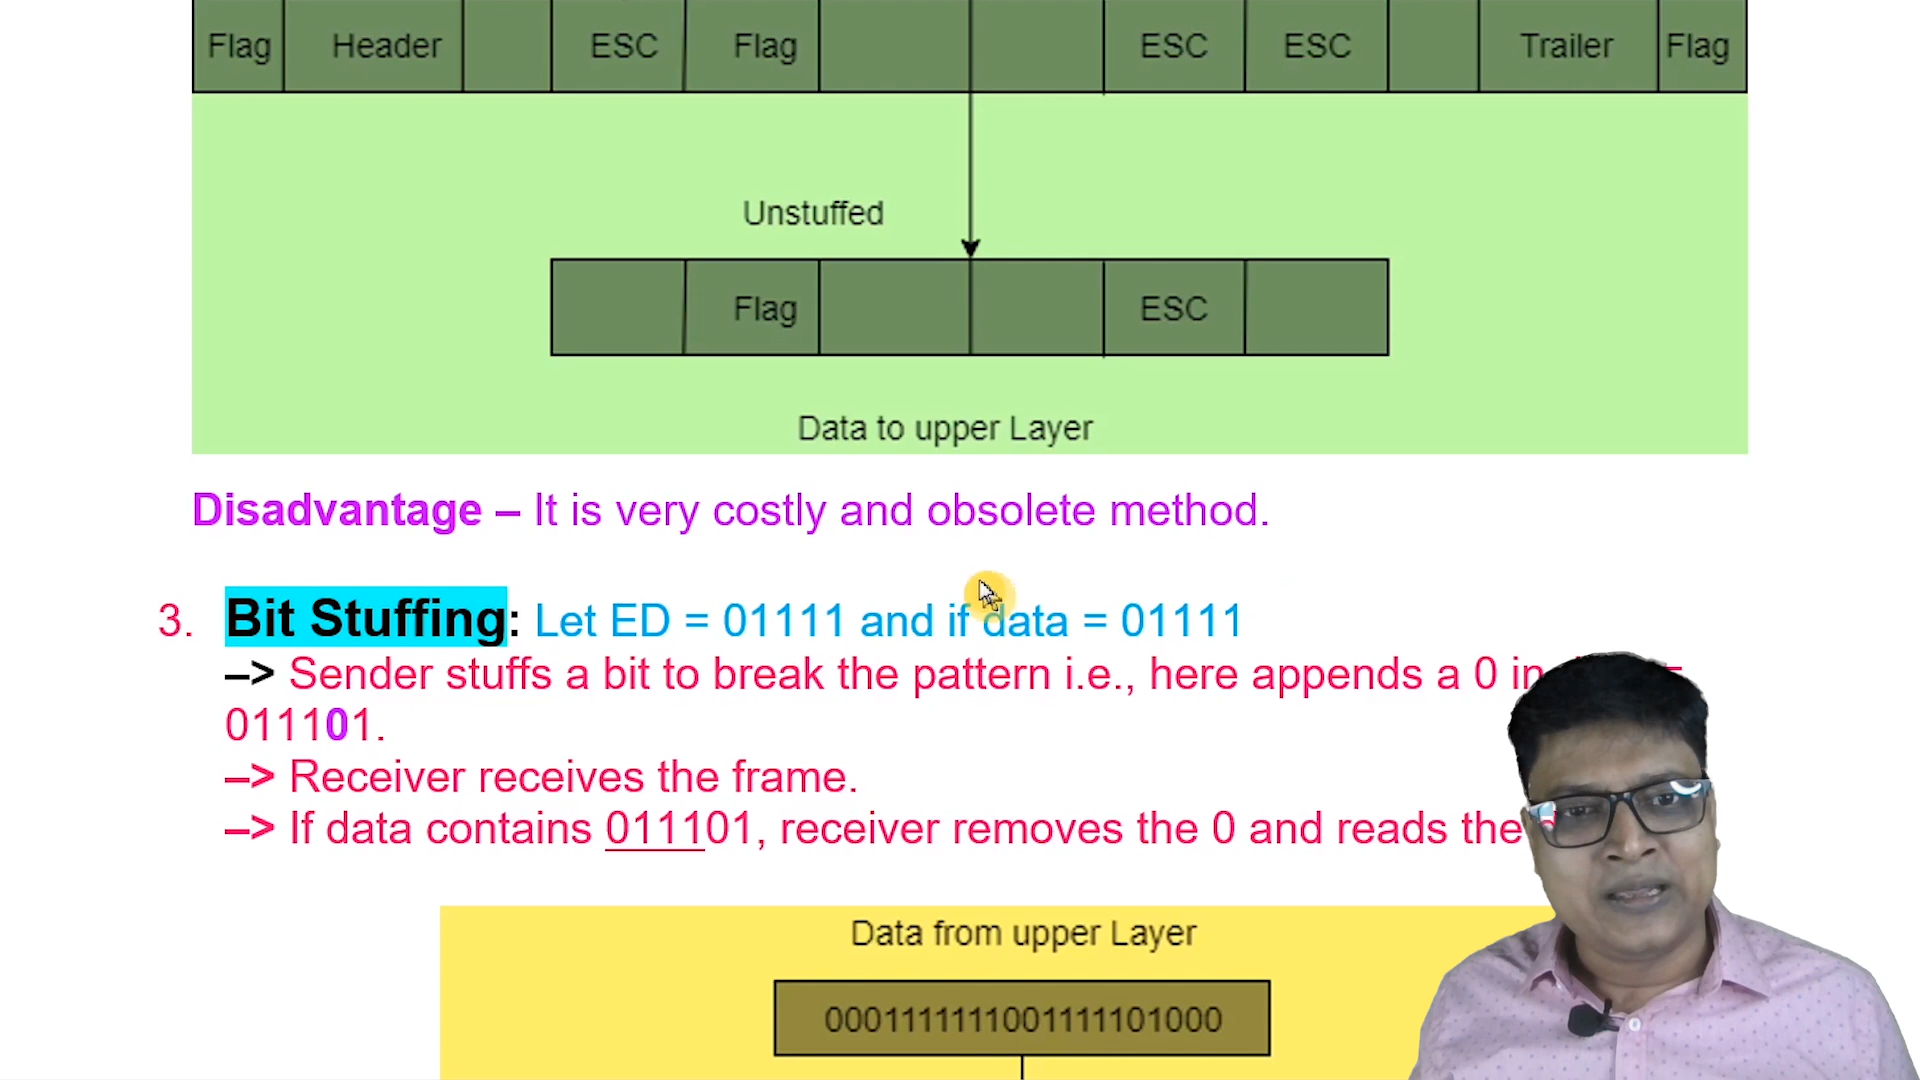 Flag Header ESC Flag ESC ESC Trailer Flag
Unstuffed
Flag ESC
Data to upper Layer
Disadvantage – It is very costly and obsolete method.
3. Bit Stuffing: Let ED = 01111 and if data = 01111
–> Sender stuffs a bit to break the pattern i.e., here appends a 0 in =
011101.
–> Receiver receives the frame.
–> If data contains 011101, receiver removes the 0 and reads the
Data from upper Layer
0001111111001111101000